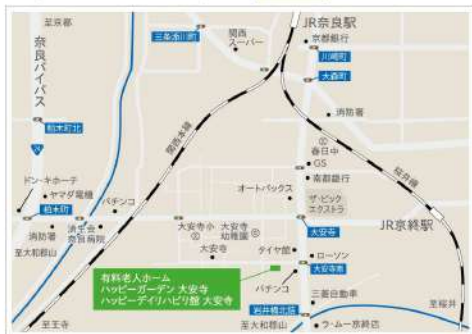 至京都
JR奈良駅
三条添川町
関西
スーパー
京都銀行
川崎町
大森町
奈良バイパス
柏木町北
消防署
関西本線
春日中
GS
桜井線
24
ドン・キホーテ
ヤマダ電機
パチンコ
オートバックス
南都銀行
ザ・ビッグ
エクストラ
柏木町
JR京終駅
大安寺小
大安寺
幼稚園
大安寺
消防署
済生会
奈良病院
至大和郡山
大安寺
タイヤ館
ローソン
大安寺南
有料老人ホーム
ハッピーガーデン 大安寺
ハッピーデイリハビリ館 大安寺
パチンコ
三菱自動車
岩井橋北詰
至王寺
至大和郡山
ラ・ムー京終店
至桜井